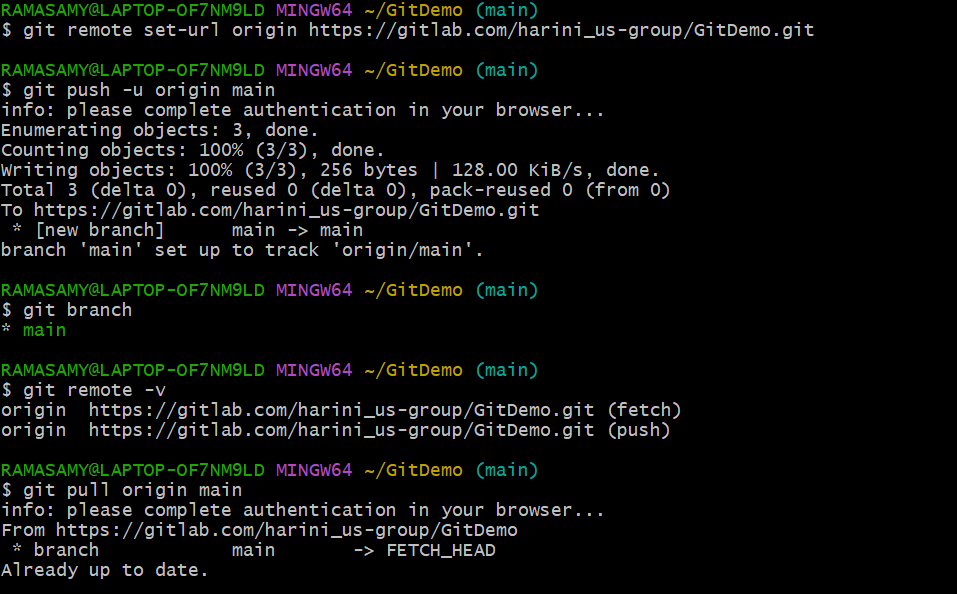 RAMASAMY@LAPTOP-OF7NM9LD MINGW64 ~/GitDemo (main)
$ git remote set-url origin https://gitlab.com/harini_us-group/GitDemo.git
RAMASAMY@LAPTOP-OF7NM9LD MINGW64 ~/GitDemo (main)
$ git push -u origin main
info: please complete authentication in your browser...
Enumerating objects: 3, done.
Counting objects: 100% (3/3), done.
Writing objects: 100% (3/3), 256 bytes | 128.00 KiB/s, done.
Total 3 (delta 0), reused 0 (delta 0), pack-reused 0 (from 0)
To https://gitlab.com/harini_us-group/GitDemo.git
 * [new branch]      main -> main
branch 'main' set up to track 'origin/main'.
RAMASAMY@LAPTOP-OF7NM9LD MINGW64 ~/GitDemo (main)
$ git branch
* main
RAMASAMY@LAPTOP-OF7NM9LD MINGW64 ~/GitDemo (main)
$ git remote -v
origin  https://gitlab.com/harini_us-group/GitDemo.git (fetch)
origin  https://gitlab.com/harini_us-group/GitDemo.git (push)
RAMASAMY@LAPTOP-OF7NM9LD MINGW64 ~/GitDemo (main)
$ git pull origin main
info: please complete authentication in your browser...
From https://gitlab.com/harini_us-group/GitDemo
 * branch            main       -> FETCH_HEAD
Already up to date.